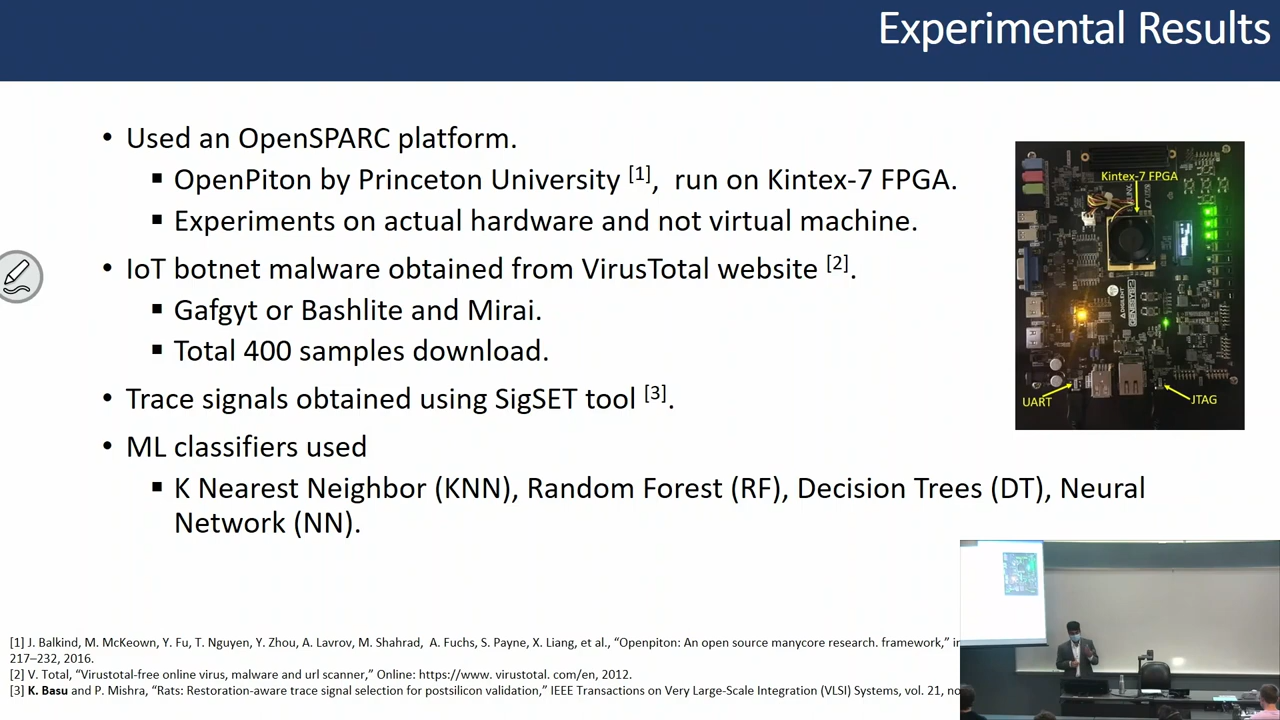 Experimental Results
• Used an OpenSPARC platform.
▪ OpenPiton by Princeton University [1], run on Kintex-7 FPGA.
▪ Experiments on actual hardware and not virtual machine.
• IoT botnet malware obtained from VirusTotal website [2].
▪ Gafgyt or Bashlite and Mirai.
▪ Total 400 samples download.
• Trace signals obtained using SigSET tool [3].
• ML classifiers used
▪ K Nearest Neighbor (KNN), Random Forest (RF), Decision Trees (DT), Neural
Network (NN).
Kintex-7 FPGA
UART
JTAG
[1] J. Balkind, M. McKeown, Y. Fu, T. Nguyen, Y. Zhou, A. Lavrov, M. Shahrad, A. Fuchs, S. Payne, X. Liang, et al., “Openpiton: An open source manycore research. framework,” in
217–232, 2016.
[2] V. Total, “Virustotal-free online virus, malware and url scanner,” Online: https://www. virustotal. com/en, 2012.
[3] K. Basu and P. Mishra, “Rats: Restoration-aware trace signal selection for postsilicon validation,” IEEE Transactions on Very Large-Scale Integration (VLSI) Systems, vol. 21, no